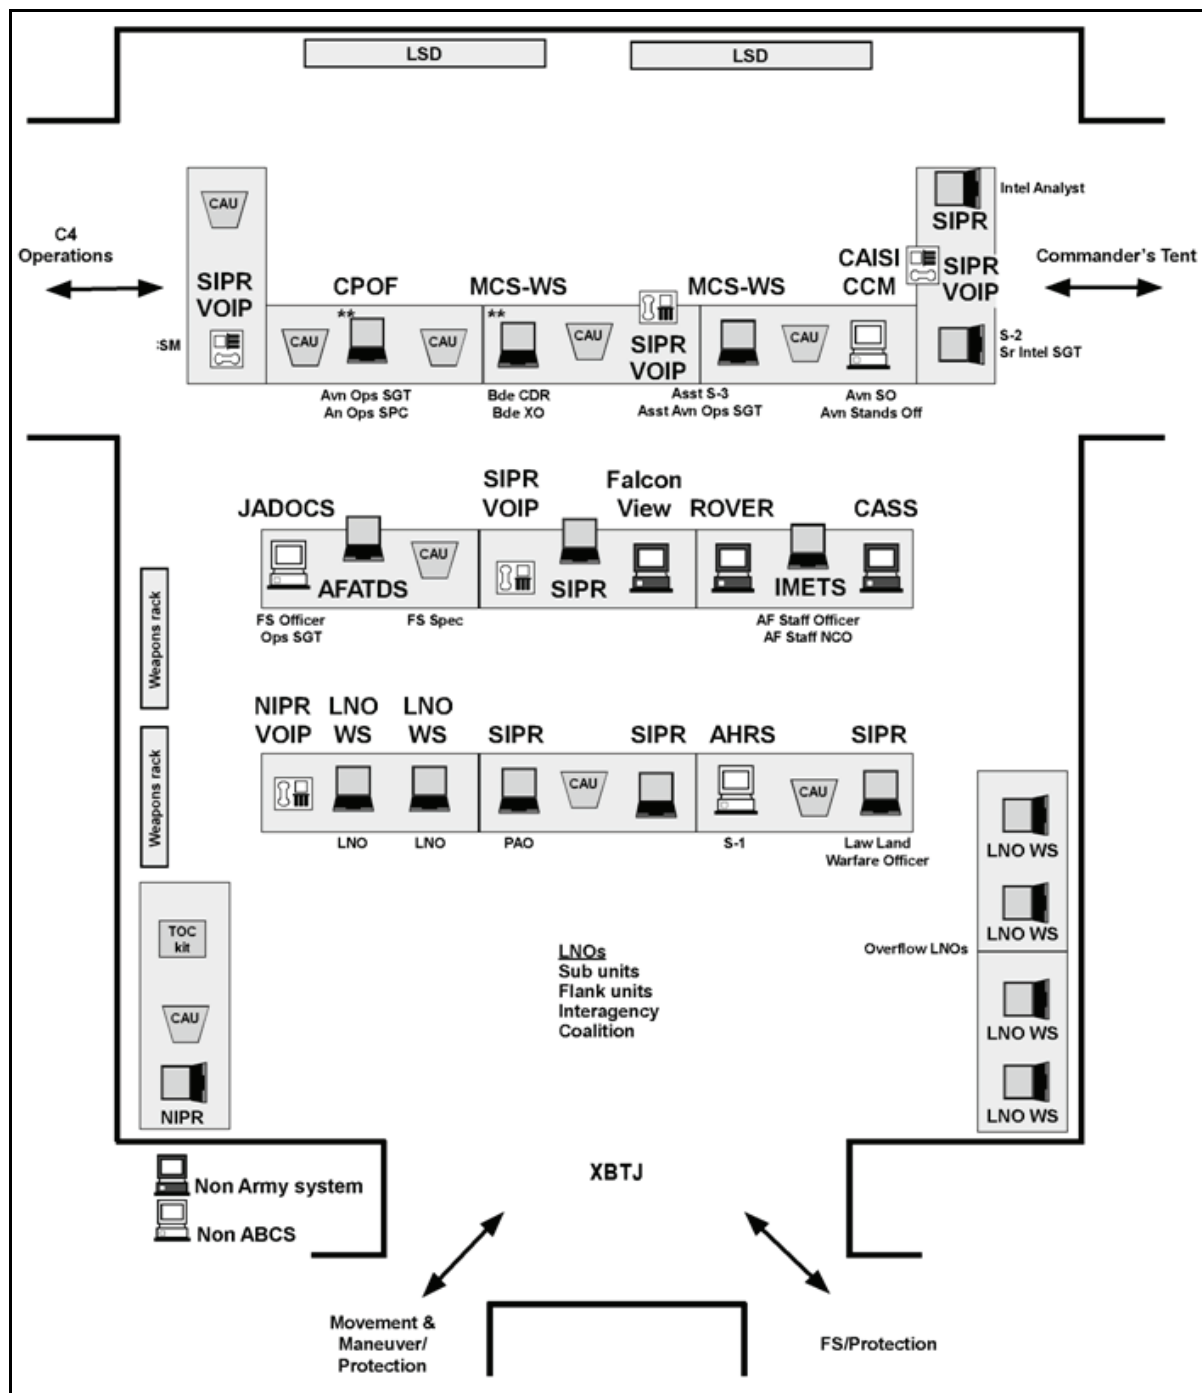 LSD
LSD
CAU
SIPR
VOIP
:SM
C4
Operations
CPOF
**
CAU
CAU
Avn Ops SGT
An Ops SPC
MCS-WS
**
CAU
Bde CDR
Bde XO
SIPR
VOIP
MCS-WS
CAU
Asst S-3
Asst Avn Ops SGT
CAISI
CCM
Avn SO
Avn Stands Off
Intel Analyst
SIPR
SIPR
VOIP
S-2
Sr Intel SGT
Commander's Tent
JADOCS
AFATDS
CAU
FS Officer
Ops SGT
FS Spec
SIPR
VOIP
SIPR
Falcon
View
ROVER
IMETS
CASS
AF Staff Officer
AF Staff NCO
Weapons rack
Weapons rack
NIPR
VOIP
LNO
WS
LNO
WS
LNO
LNO
SIPR
CAU
SIPR
PAO
AHRS
CAU
SIPR
S-1
Law Land
Warfare Officer
TOC
kit
CAU
NIPR
LNOs
Sub units
Flank units
Interagency
Coalition
Overflow LNOs
LNO WS
LNO WS
LNO WS
LNO WS
Non Army system
Non ABCS
XBTJ
Movement &
Maneuver/
Protection
FS/Protection